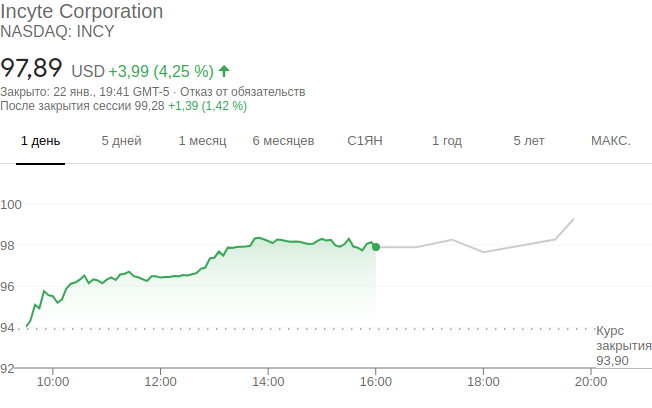 Incyte Corporation
NASDAQ: INCY
97,89 USD +3,99 (4,25 %)
Закрыто: 22 янв., 19:41 GMT-5 · Отказ от обязательств
После закрытия сессии 99,28 +1,39 (1,42 %)
1 день 5 дней 1 месяц 6 месяцев С1ЯН 1 год 5 лет МАКС.
100
98
96
94
92
Курс
закрытия
93,90
10:00 12:00 14:00 16:00 18:00 20:00